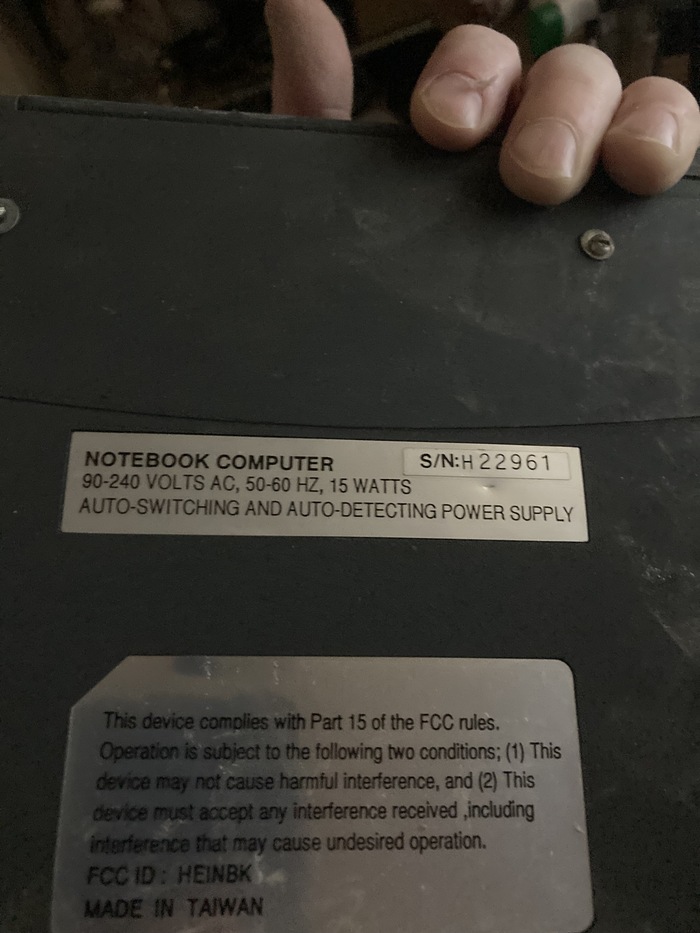 NOTEBOOK COMPUTER
S/N:H22961
90-240 VOLTS AC, 50-60 HZ, 15 WATTS
AUTO-SWITCHING AND AUTO-DETECTING POWER SUPPLY
This device complies with Part 15 of the FCC rules.
Operation is subject to the following two conditions; (1) This
device may not cause harmful interference, and (2) This
device must accept any interference received ,including
interference that may cause undesired operation.
FCC ID : HEINBK
MADE IN TAIWAN